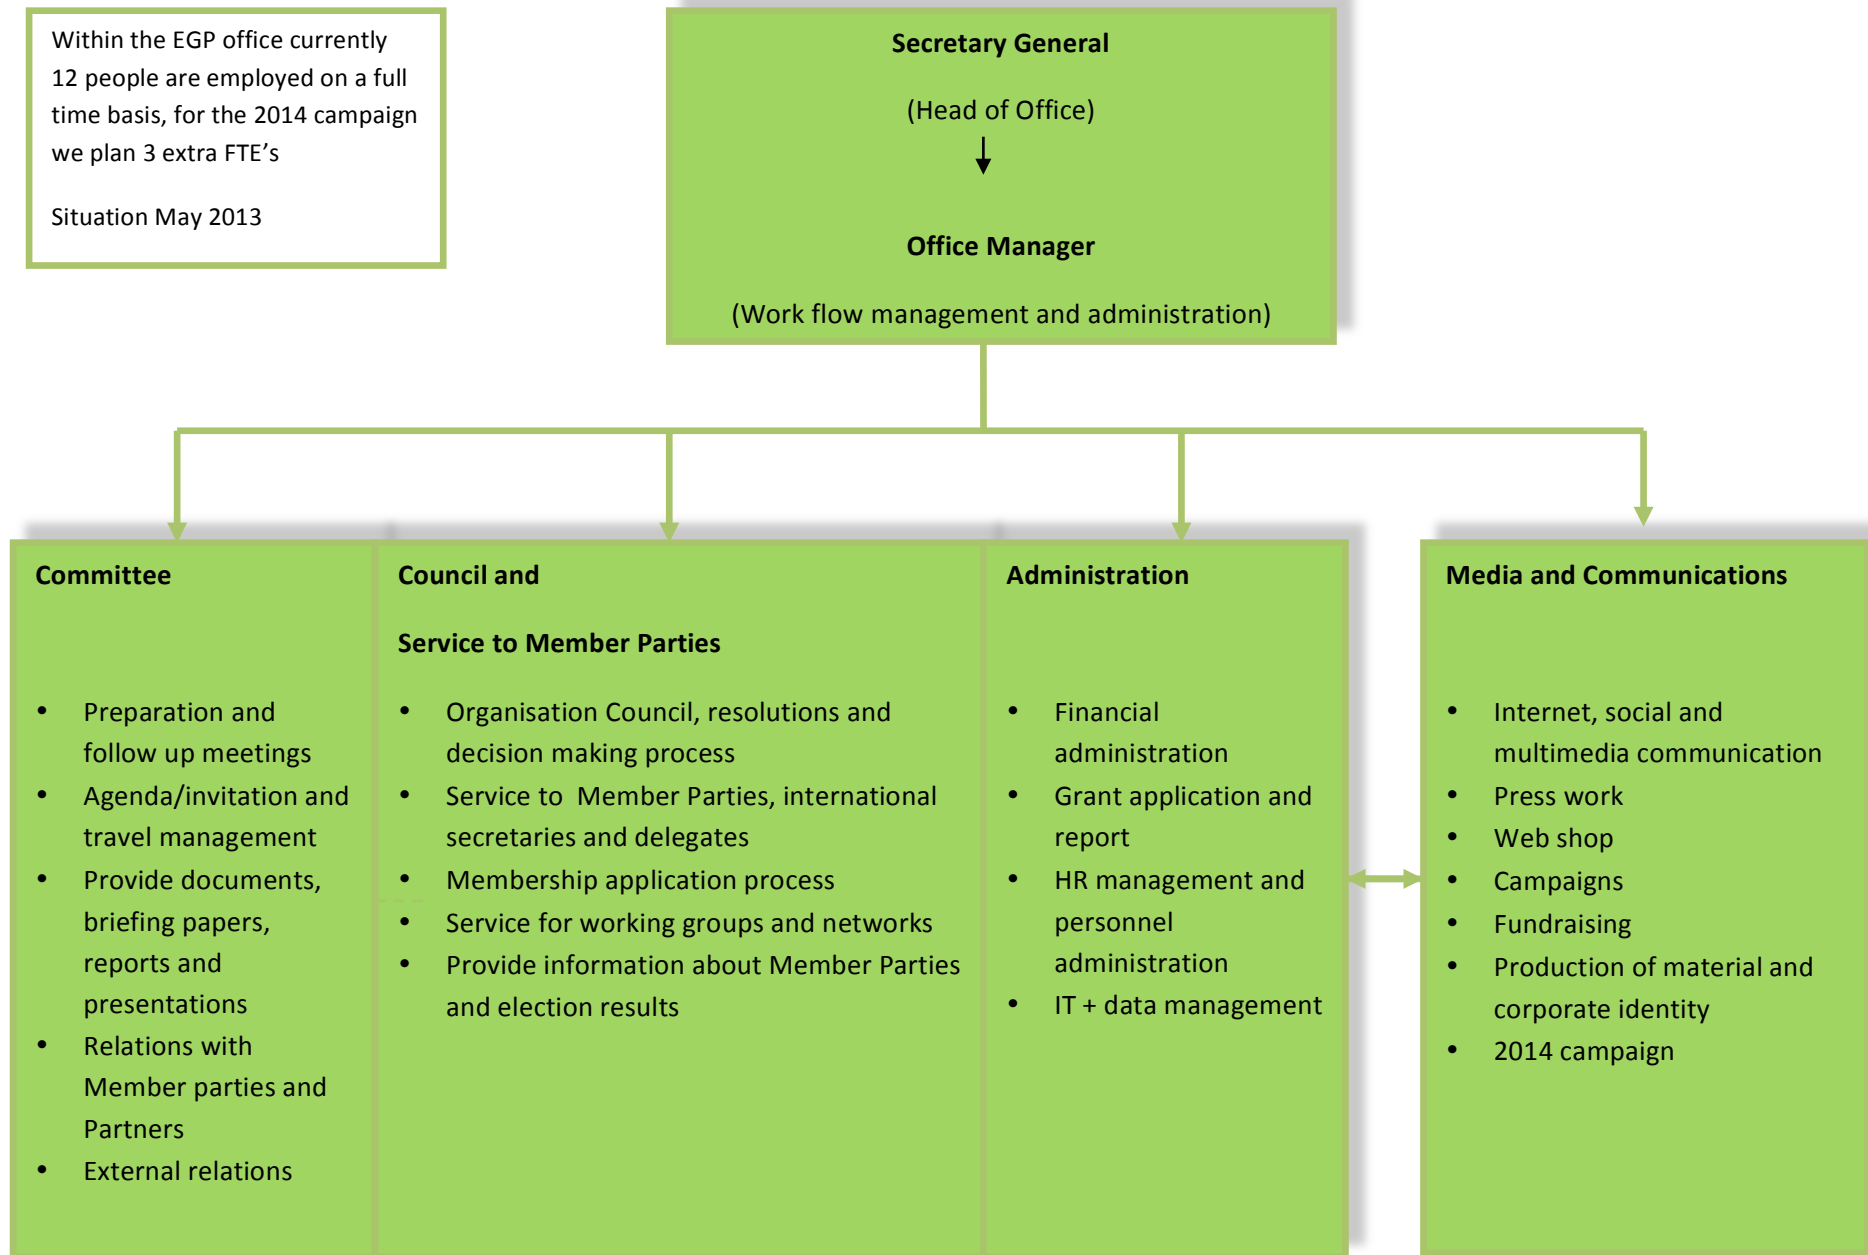 Within the EGP office currently
12 people are employed on a full
time basis, for the 2014 campaign
we plan 3 extra FTE’s
Situation May 2013
Secretary General
(Head of Office)
Office Manager
(Work flow management and administration)
Committee
• Preparation and
follow up meetings
• Agenda/invitation and
travel management
• Provide documents,
briefing papers,
reports and
presentations
• Relations with
Member parties and
Partners
• External relations
Council and
Service to Member Parties
• Organisation Council, resolutions and
decision making process
• Service to  Member Parties, international
secretaries and delegates
• Membership application process
• Service for working groups and networks
• Provide information about Member Parties
and election results
Administration
• Financial
administration
• Grant application and
report
• HR management and
personnel
administration
• IT + data management
Media and Communications
• Internet, social and
multimedia communication
• Press work
• Web shop
• Campaigns
• Fundraising
• Production of material and
corporate identity
• 2014 campaign